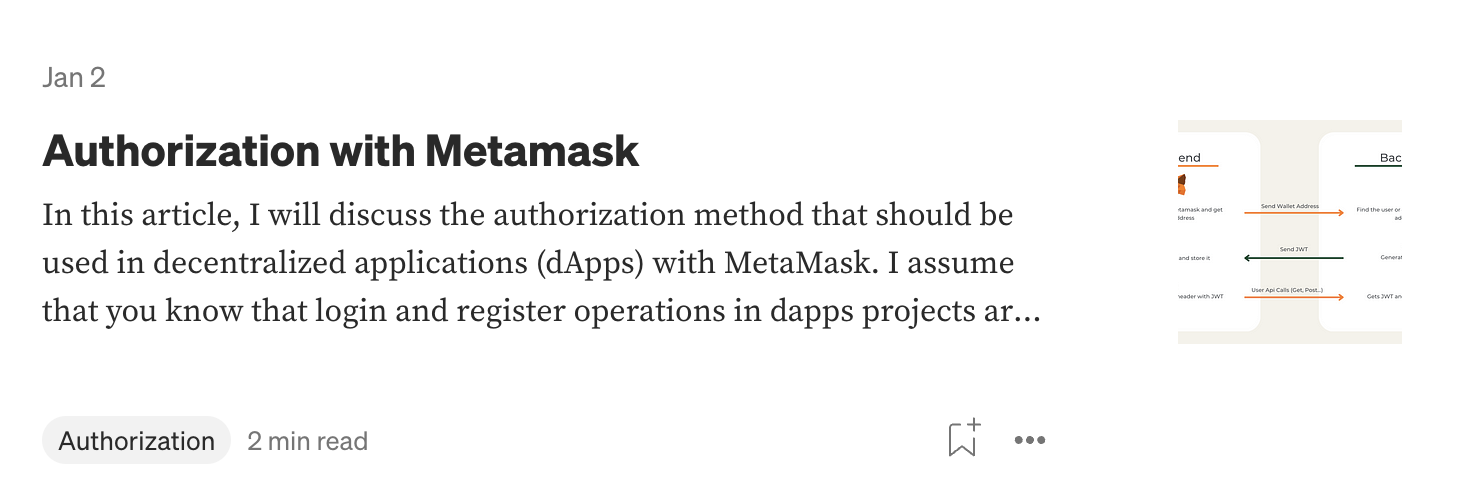 Jan 2
Authorization with Metamask
In this article, I will discuss the authorization method that should be
used in decentralized applications (dApps) with MetaMask. I assume
that you know that login and register operations in dapps projects ar...
end
Bac
Send Wallet Address
etamask and get
ddress
Find the user or
ad
Send JWT
and store it
Generat
User Api Calls (Get, Post..)
header with JWT
Gets JWT an
Authorization
2 min read